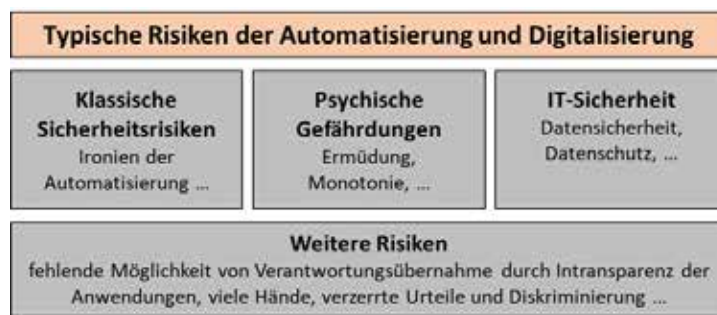 Typische Risiken der Automatisierung und Digitalisierung
Klassische
Sicherheitsrisiken
Ironien der
Automatisierung ...
Psychische
Gefährdungen
Ermüdung,
Monotonie, ...
IT-Sicherheit
Datensicherheit,
Datenschutz, ...
Weitere Risiken
fehlende Möglichkeit von Verantwortungsübernahme durch Intransparenz der
Anwendungen, viele Hände, verzerrte Urteile und Diskriminierung ...